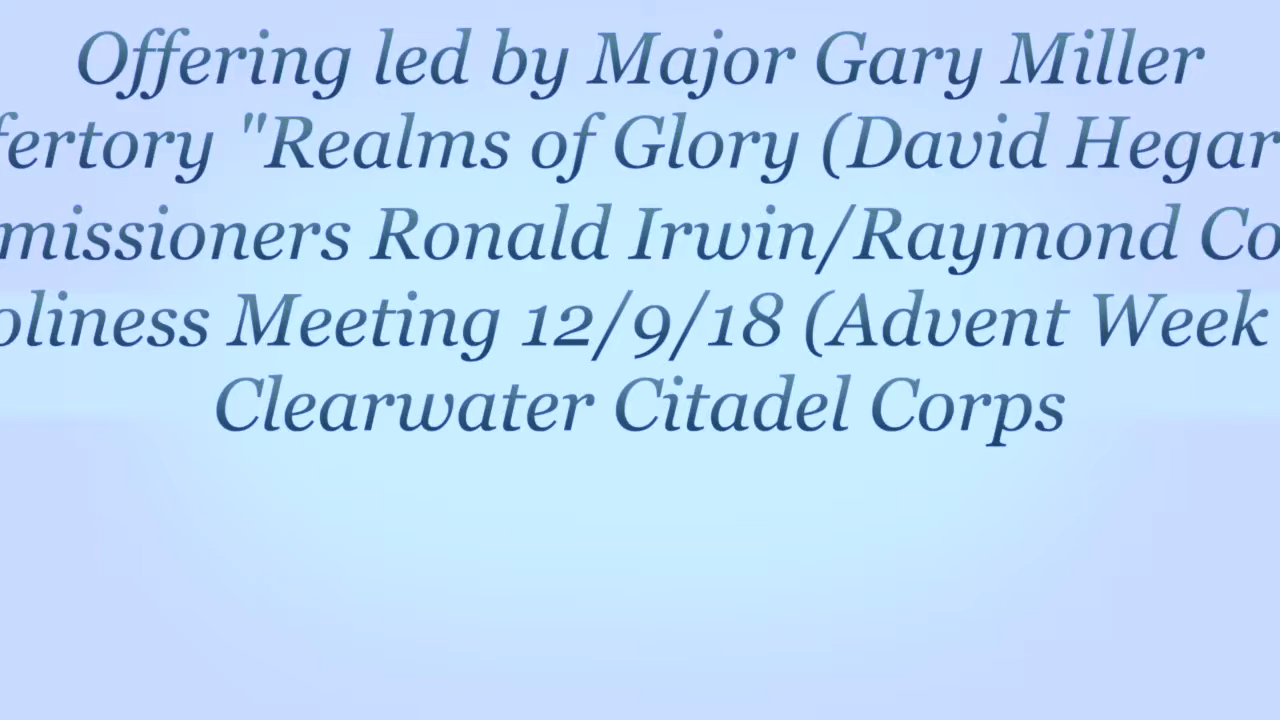 Offering led by Major Gary Miller
fertory "Realms of Glory (David Hegar
missioners Ronald Irwin/Raymond Co
oliness Meeting 12/9/18 (Advent Week
Clearwater Citadel Corps